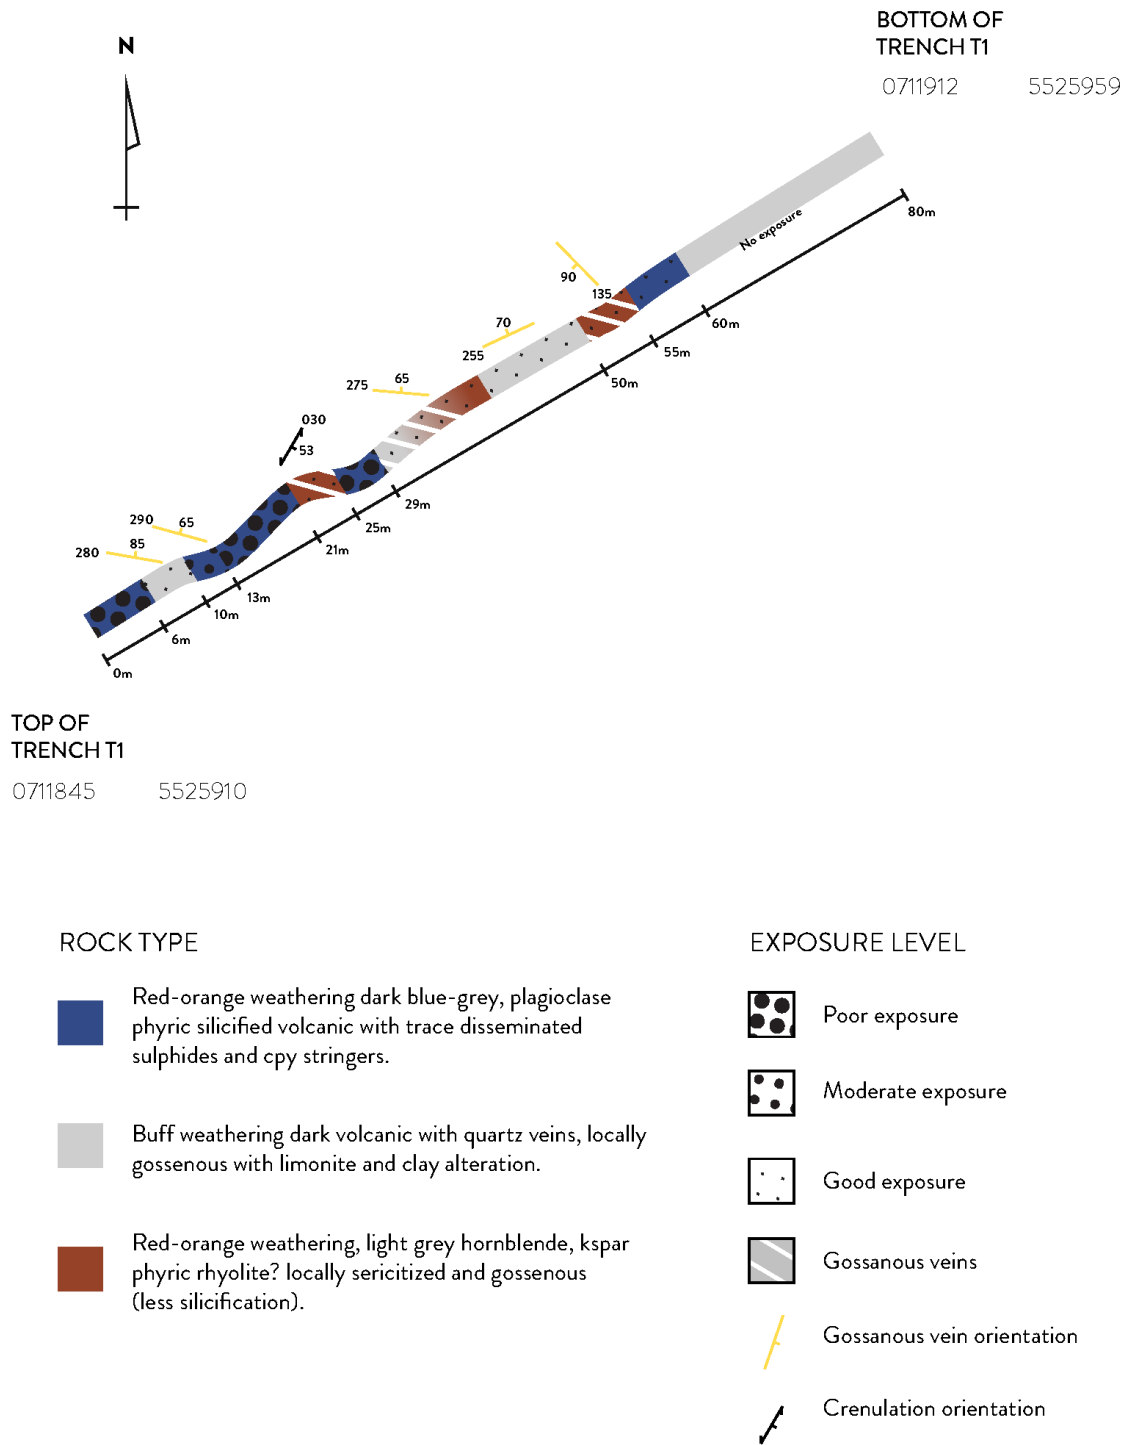 BOTTOM OF
TRENCH T1
0711912 5525959
N
80m
No exposure
90
135
60m
70
55m
255
50m
275 65
030
53
29m
25m
290 65
21m
280 85
13m
10m
6m
0m
TOP OF
TRENCH T1
0711845 5525910
ROCK TYPE
Red-orange weathering dark blue-grey, plagioclase
phyric silicified volcanic with trace disseminated
sulphides and cpy stringers.
Buff weathering dark volcanic with quartz veins, locally
gossenous with limonite and clay alteration.
Red-orange weathering, light grey hornblende, kspar
phyric rhyolite? locally sericitized and gossenous
(less silicification).
EXPOSURE LEVEL
Poor exposure
Moderate exposure
Good exposure
Gossanous veins
Gossanous vein orientation
Crenulation orientation